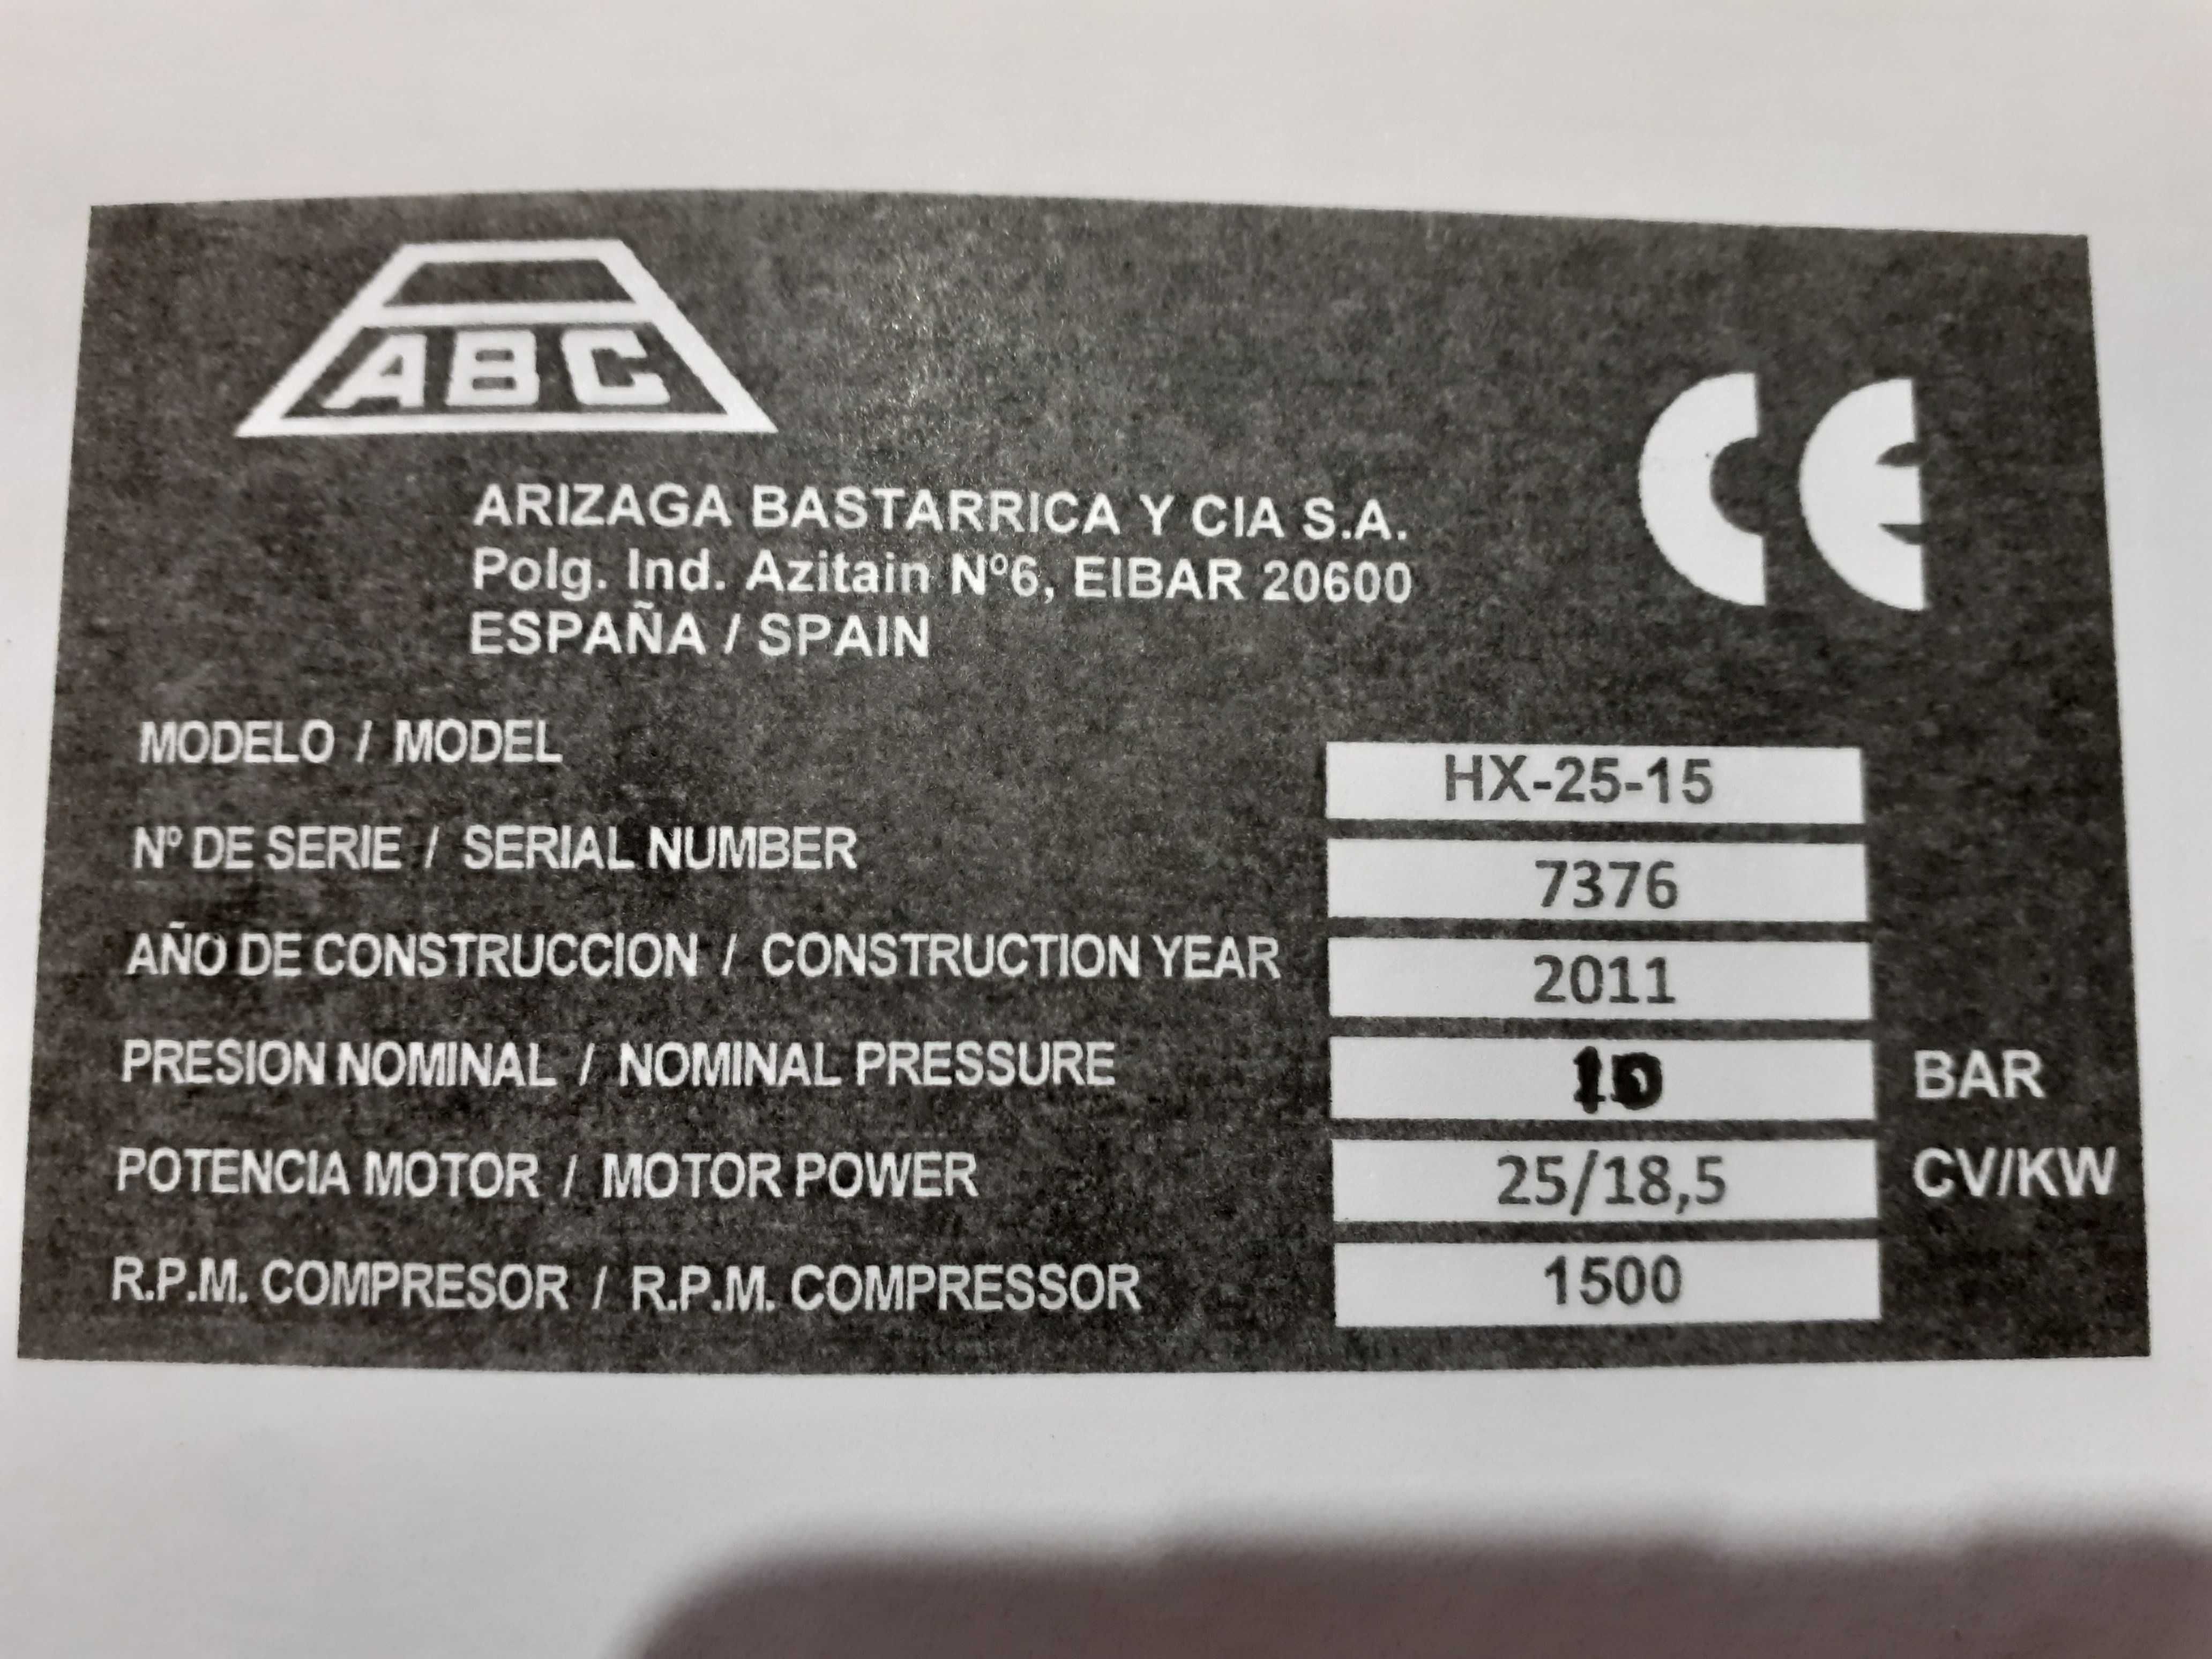 ABC
CE
ARIZAGA BASTARRICA Y CIA S.A.
Polg. Ind. Azitain Nº6, EIBAR 20600
ESPAÑA / SPAIN
MODELO / MODEL HX-25-15
Nº DE SERIE / SERIAL NUMBER 7376
AÑO DE CONSTRUCCION / CONSTRUCTION YEAR 2011
PRESION NOMINAL / NOMINAL PRESSURE 10 BAR
POTENCIA MOTOR / MOTOR POWER 25/18,5 CV/KW
R.P.M. COMPRESOR / R.P.M. COMPRESSOR 1500